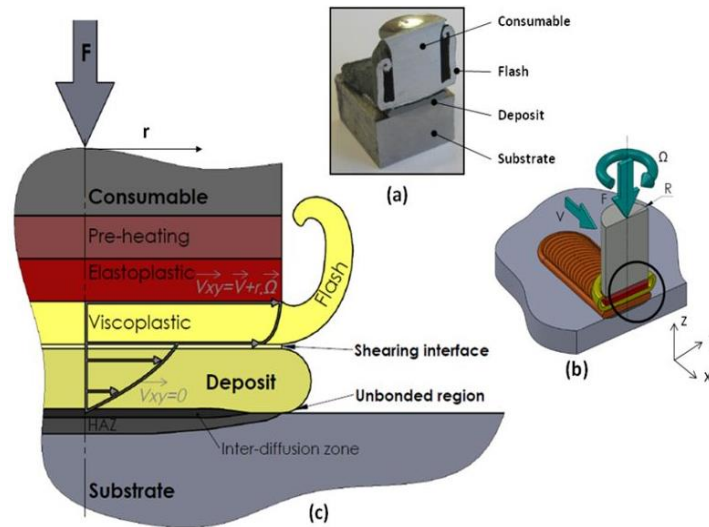 Consumable
Flash
Deposit
Substrate
(a)
F
r
Consumable
Pre-heating
Elastoplastic
Vxy=V+r.Ω
Viscoplastic
Flash
Shearing interface
Deposit
Vxy=0
Unbonded region
HAZ
Inter-diffusion zone
Substrate
(c)
Ω
F
R
V
Z
X
(b)